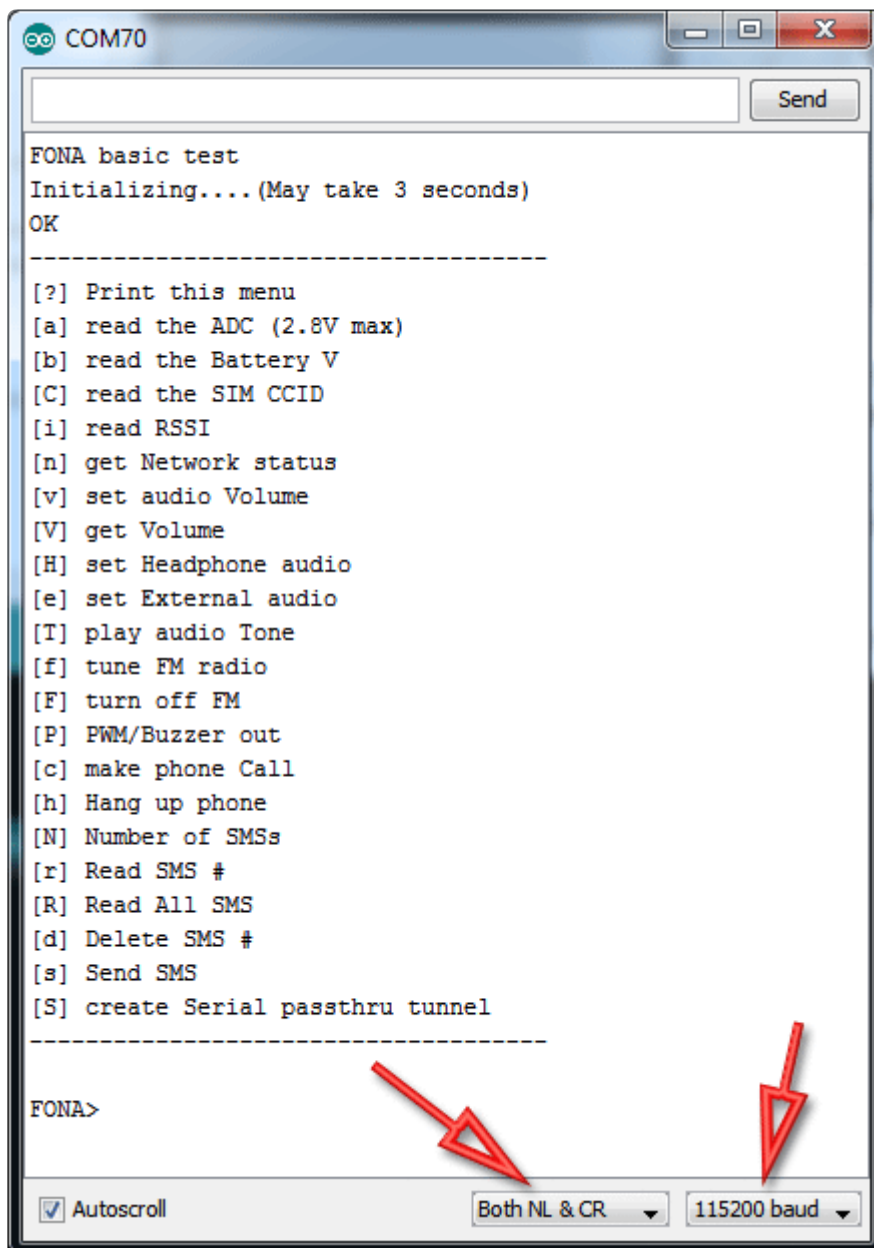 COM70
Send
FONA basic test
Initializing....(May take 3 seconds)
OK
-------------------------------------
[?] Print this menu
[a] read the ADC (2.8V max)
[b] read the Battery V
[C] read the SIM CCID
[i] read RSSI
[n] get Network status
[v] set audio Volume
[V] get Volume
[H] set Headphone audio
[e] set External audio
[T] play audio Tone
[f] tune FM radio
[F] turn off FM
[P] PWM/Buzzer out
[c] make phone Call
[h] Hang up phone
[N] Number of SMSs
[r] Read SMS #
[R] Read All SMS
[d] Delete SMS #
[s] Send SMS
[S] create Serial passthru tunnel
-------------------------------------
FONA>
Autoscroll Both NL & CR 115200 baud